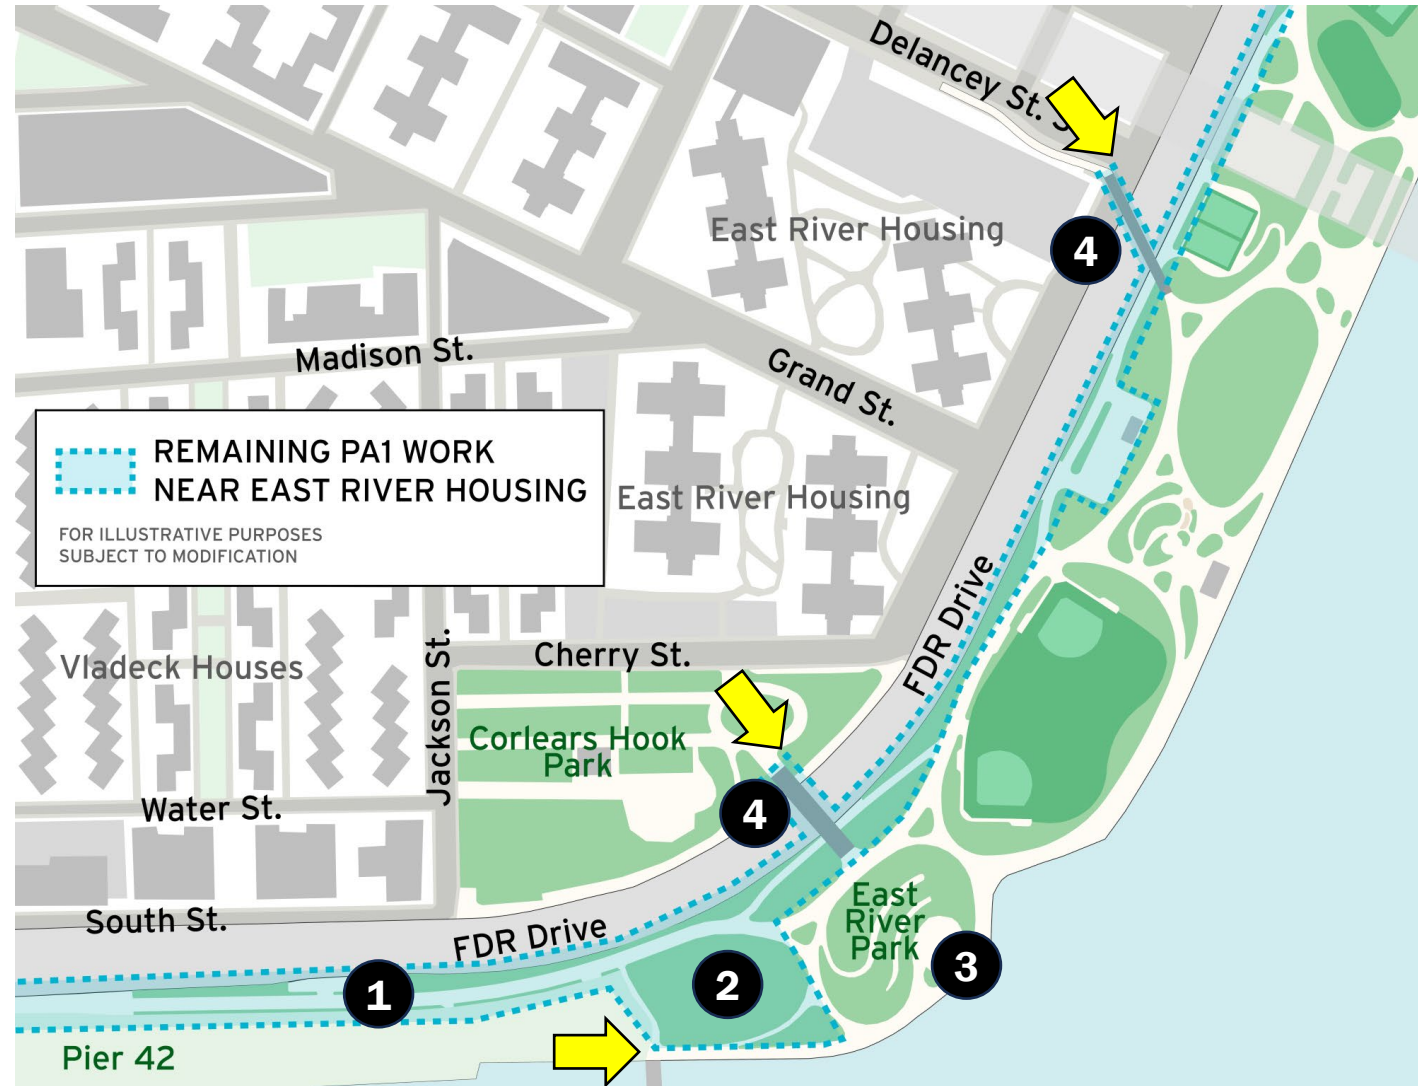 Delancey St. S
4
East River Housing
Madison St.
Grand St.
REMAINING PA1 WORK
NEAR EAST RIVER HOUSING
FOR ILLUSTRATIVE PURPOSES
SUBJECT TO MODIFICATION
East River Housing
FDR Drive
Jackson St.
Cherry St.
Vladeck Houses
Corlears Hook
Park
Water St.
4
East
River
Park
South St.
FDR Drive
3
2
1
Pier 42